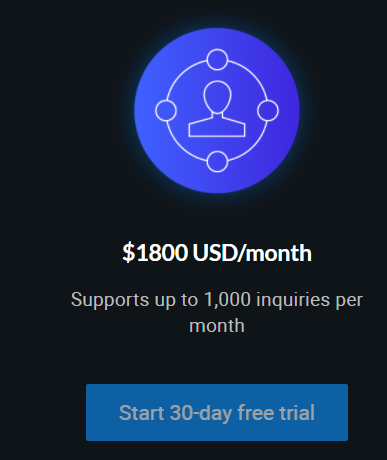 $1800 USD/month
Supports up to 1,000 inquiries per
month
Start 30-day free trial